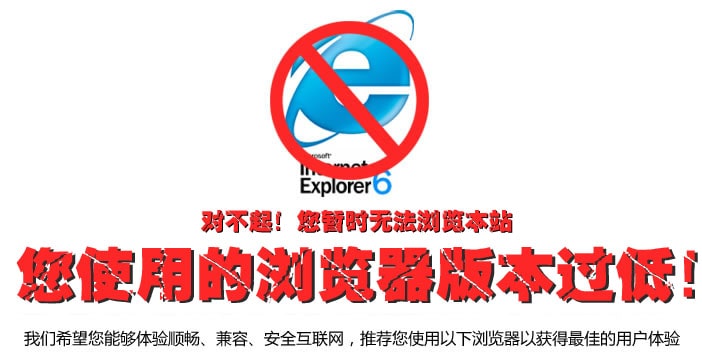 Microsoft®
Internet
Explorer 6
对不起！您暂时无法浏览本站
您使用的浏览器版本过低！
我们希望您能够体验顺畅、兼容、安全互联网，推荐您使用以下浏览器以获得最佳的用户体验